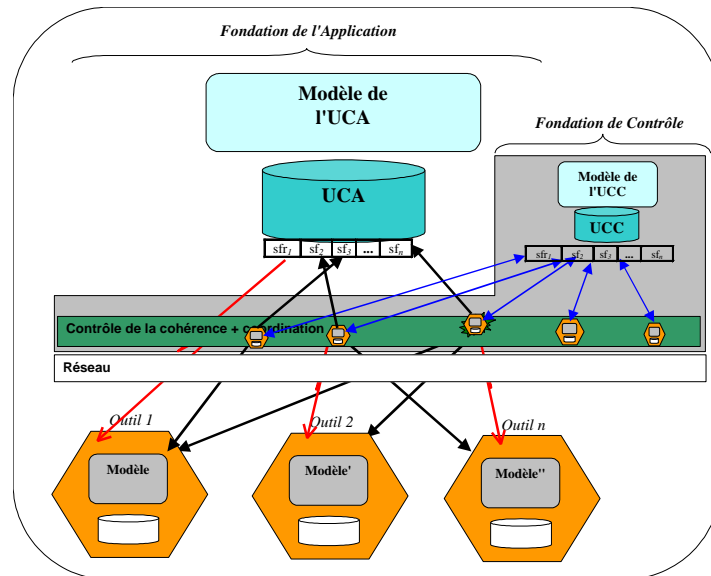 Fondation de l'Application
Modèle de
l'UCA
Fondation de Contrôle
Modèle de
l'UCC
UCA
UCC
sfr1 sf2 sf3 ... sfn
sfr1 sf2 sf3 ... sfn
Contrôle de la cohérence + coordination
Réseau
Outil 1
Outil 2
Outil n
Modèle
Modèle'
Modèle''